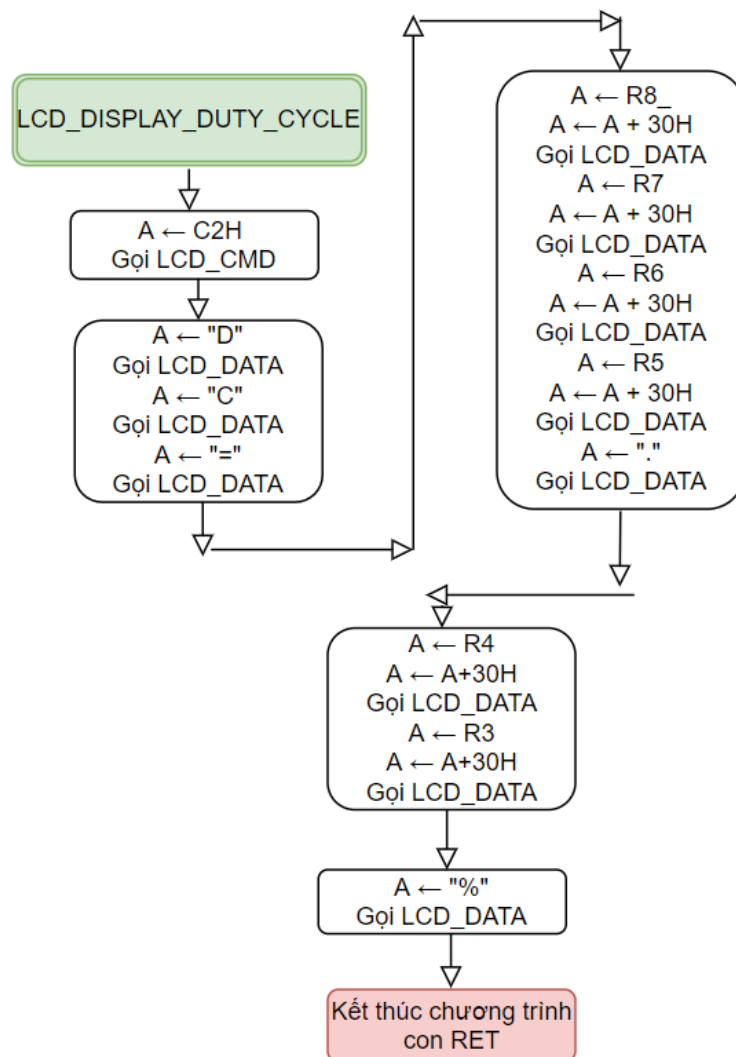 LCD_DISPLAY_DUTY_CYCLE
A ← C2H
Gọi LCD_CMD
A ← "D"
Gọi LCD_DATA
A ← "C"
Gọi LCD_DATA
A ← "="
Gọi LCD_DATA
A ← R8_
A ← A + 30H
Gọi LCD_DATA
A ← R7
A ← A + 30H
Gọi LCD_DATA
A ← R6
A ← A + 30H
Gọi LCD_DATA
A ← R5
A ← A + 30H
Gọi LCD_DATA
A ← "."
Gọi LCD_DATA
A ← R4
A ← A+30H
Gọi LCD_DATA
A ← R3
A ← A+30H
Gọi LCD_DATA
A ← "%"
Gọi LCD_DATA
Kết thúc chương trình
con RET